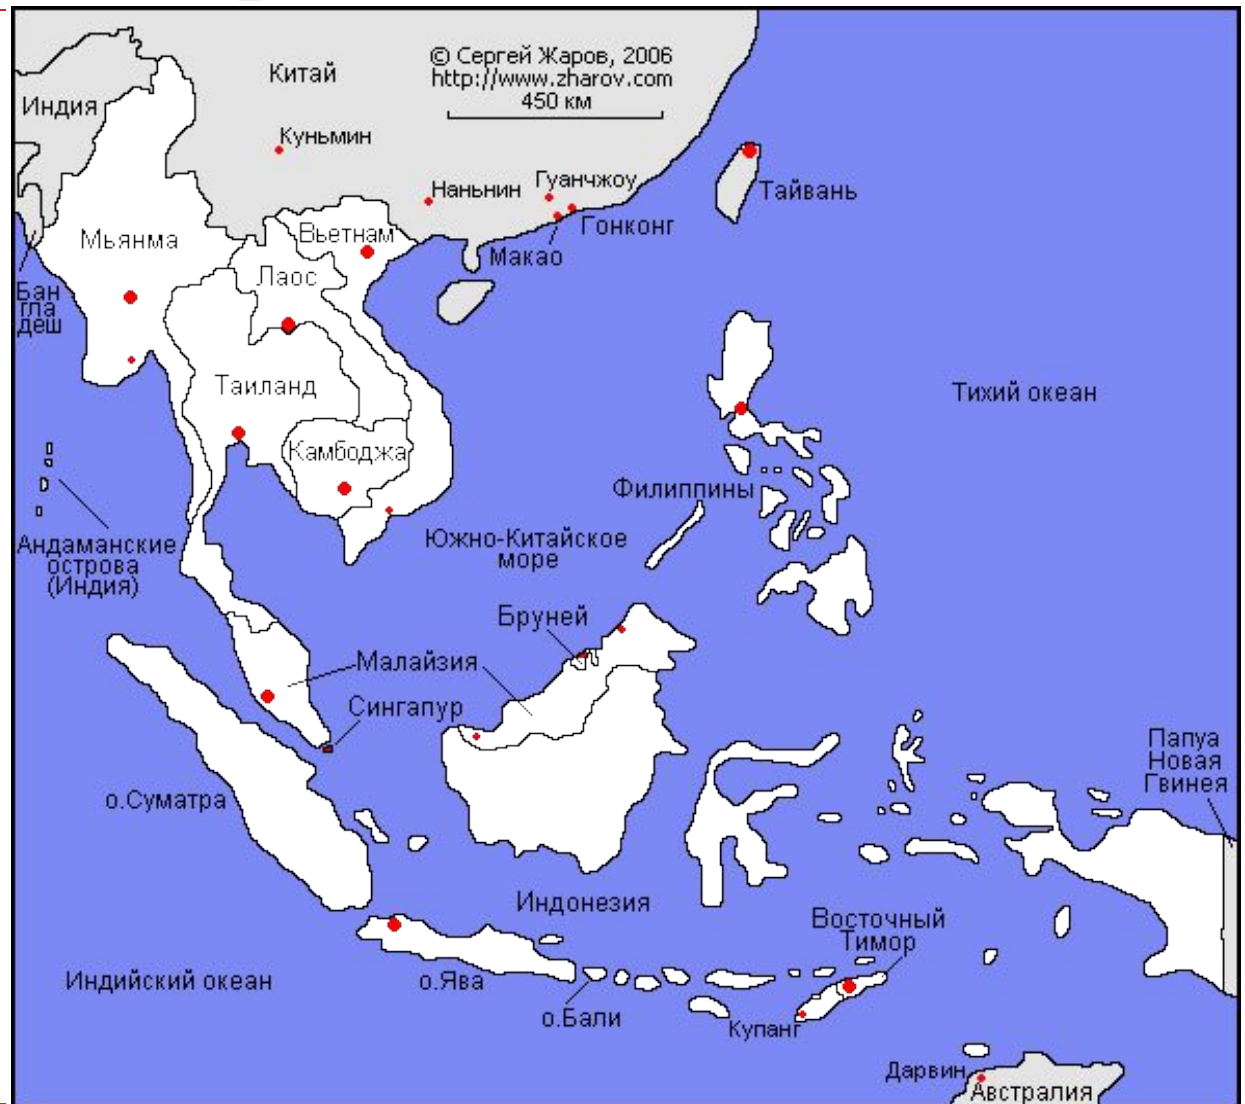 © Сергей Жаров, 2006
http://www.zharov.com
450 км
Китай
Индия
Куньмин
Наньнин
Гуанчжоу
Тайвань
Гонконг
Макао
Мьянма
Вьетнам
Лаос
Бан
гла
деш
Таиланд
Тихий океан
Камбоджа
Филиппины
Андаманские
острова
(Индия)
Южно-Китайское
море
Бруней
Малайзия
Сингапур
Папуа
Новая
Гвинея
о.Суматра
Индонезия
Восточный
Тимор
Индийский океан
о.Ява
о.Бали
Купанг
Дарвин
Австралия